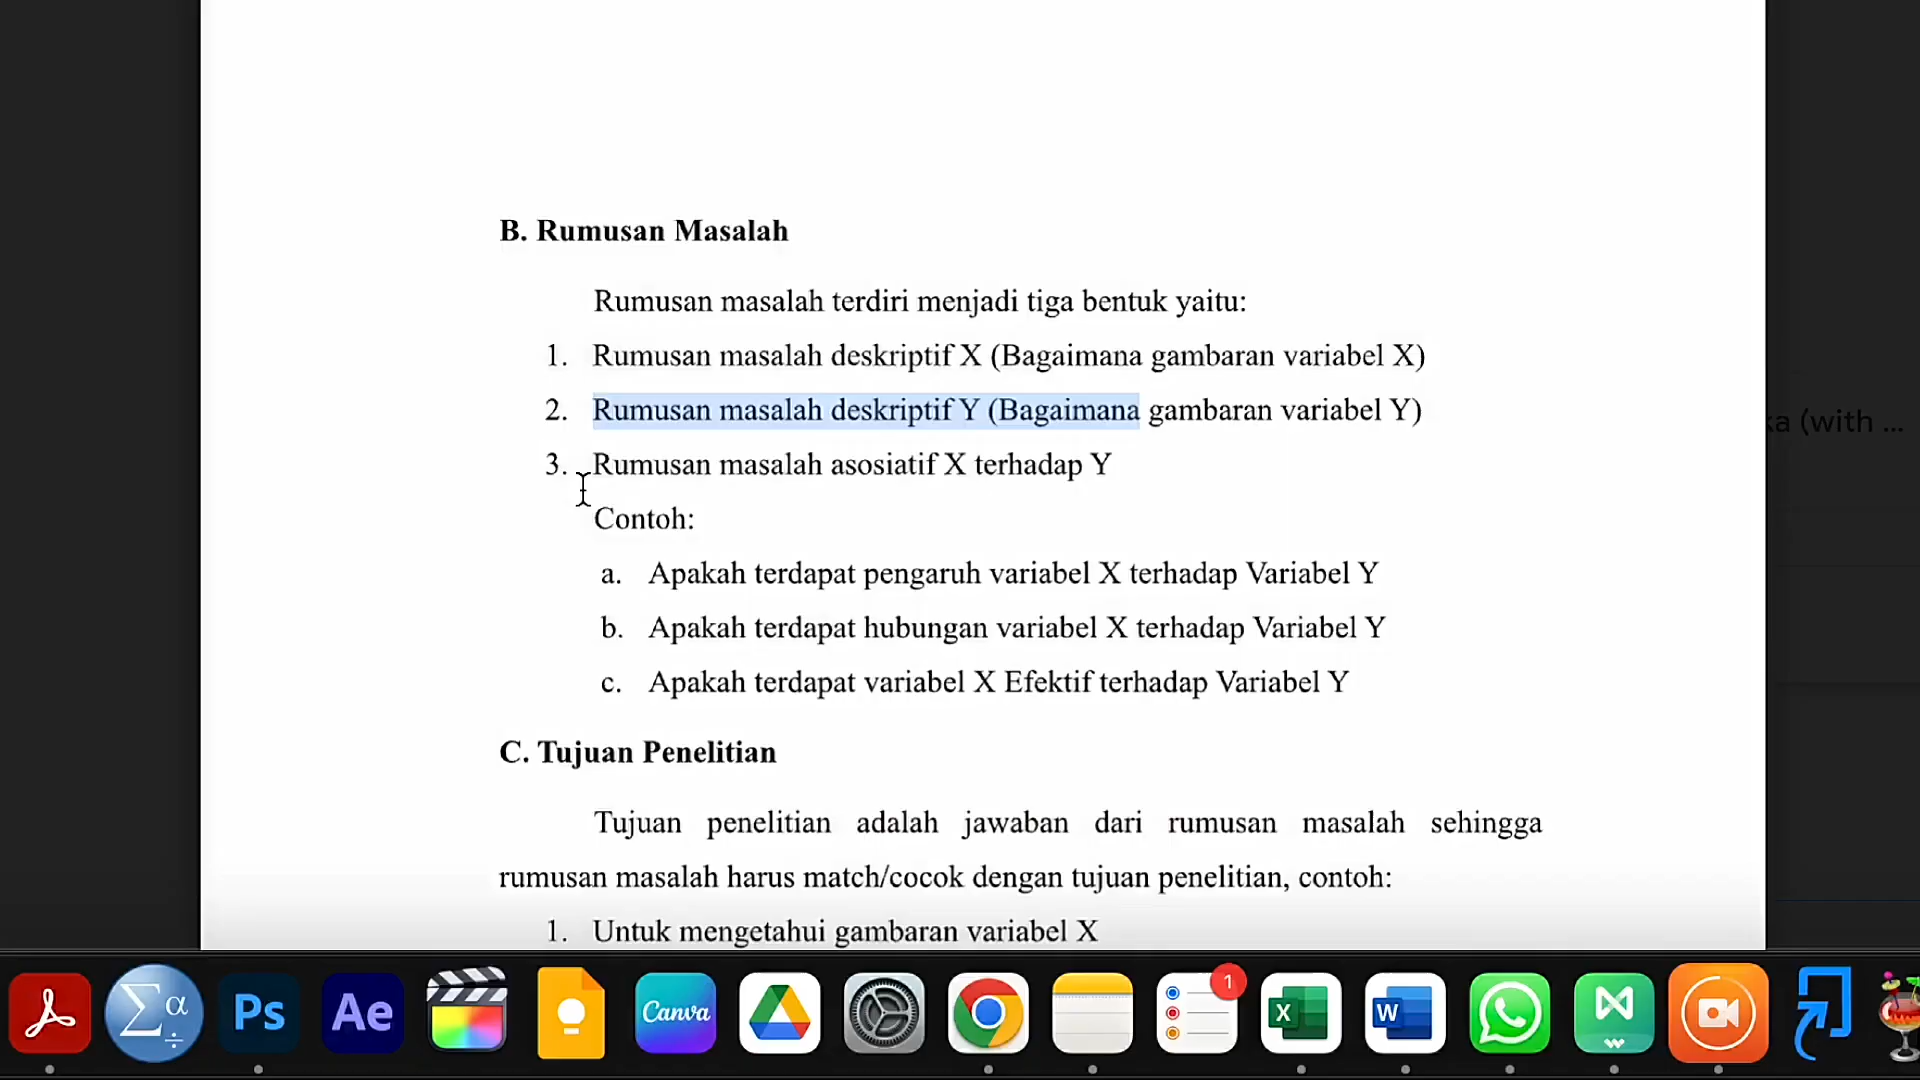 B. Rumusan Masalah
Rumusan masalah terdiri menjadi tiga bentuk yaitu:
1. Rumusan masalah deskriptif X (Bagaimana gambaran variabel X)
2. Rumusan masalah deskriptif Y (Bagaimana gambaran variabel Y)
3. Rumusan masalah asosiatif X terhadap Y
Contoh:
a. Apakah terdapat pengaruh variabel X terhadap Variabel Y
b. Apakah terdapat hubungan variabel X terhadap Variabel Y
c. Apakah terdapat variabel X Efektif terhadap Variabel Y
C. Tujuan Penelitian
Tujuan penelitian adalah jawaban dari rumusan masalah sehingga
rumusan masalah harus match/cocok dengan tujuan penelitian, contoh:
1. Untuk mengetahui gambaran variabel X
(with ...
Σ α ÷
Ps
Ae
Canva
1
X
W